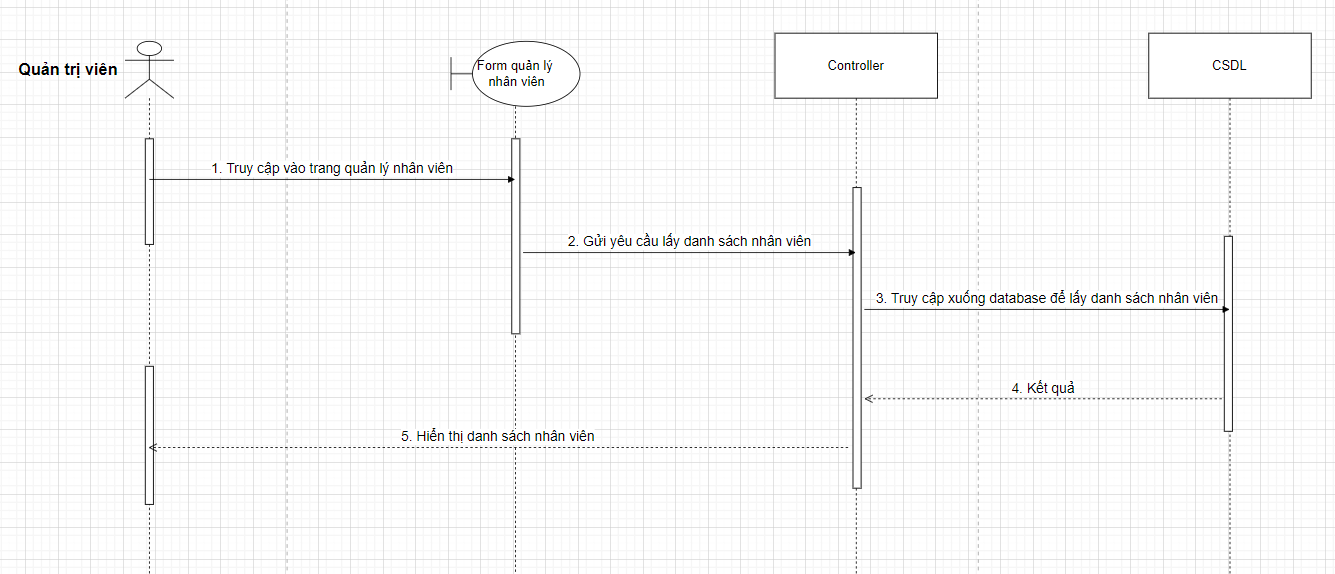 Quản trị viên
Form quản lý
nhân viên
Controller
CSDL
1. Truy cập vào trang quản lý nhân viên
2. Gửi yêu cầu lấy danh sách nhân viên
3. Truy cập xuống database để lấy danh sách nhân viên
4. Kết quả
5. Hiển thị danh sách nhân viên